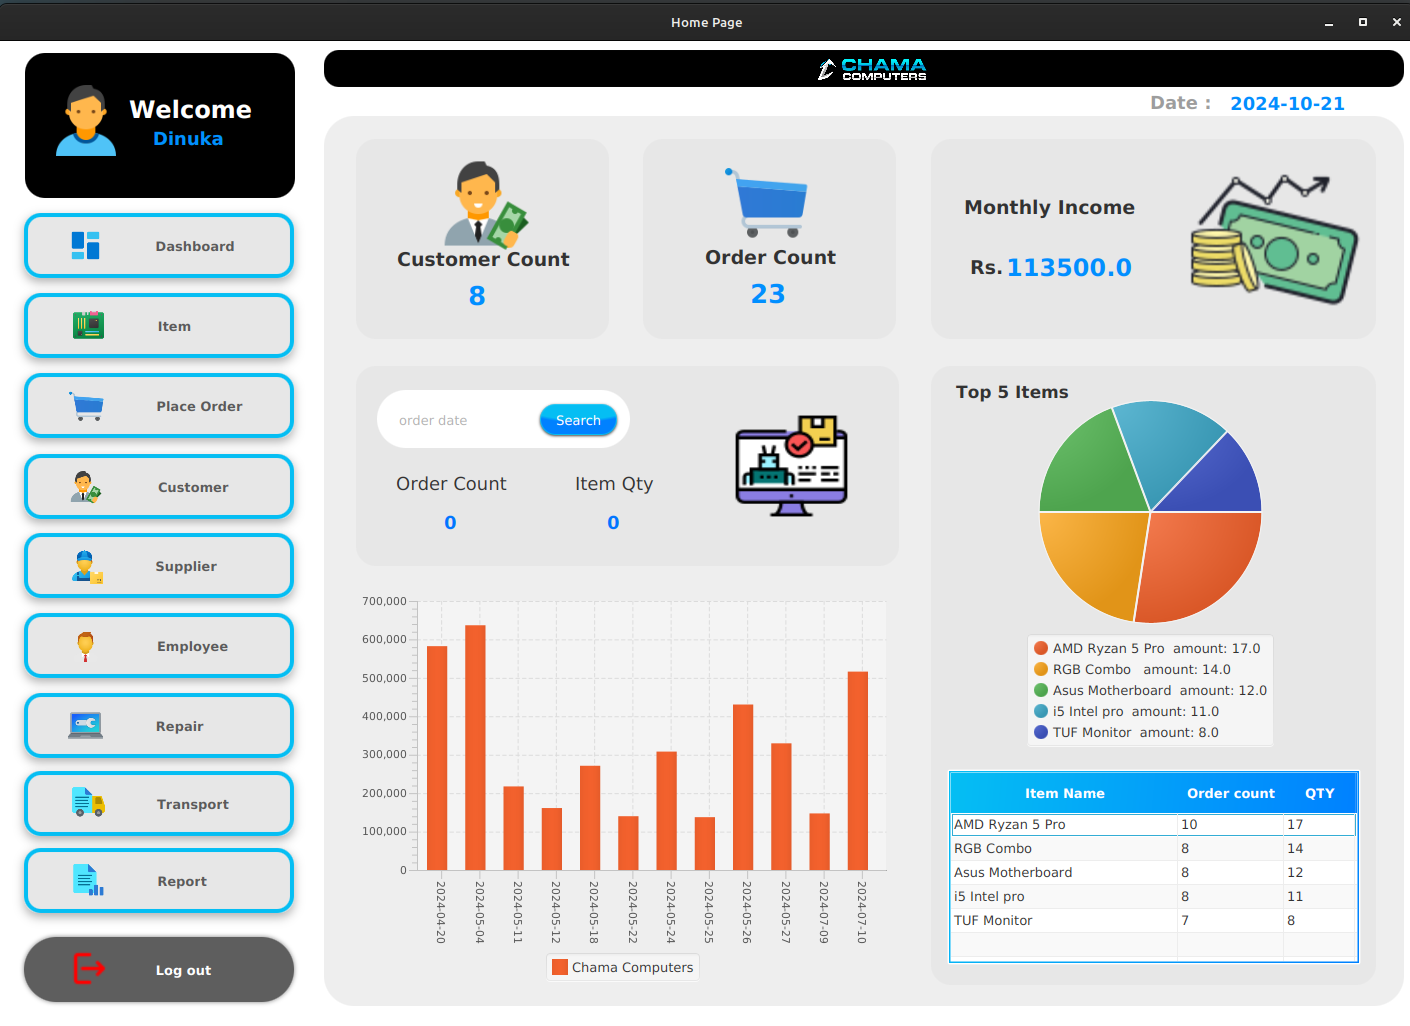 Home Page
Welcome
Dinuka
Dashboard
Item
Place Order
Customer
Supplier
Employee
Repair
Transport
Report
Log out
CHAMA
COMPUTERS
Date : 2024-10-21
Customer Count
8
Order Count
23
Monthly Income
Rs. 113500.0
order date
Search
Order Count Item Qty
0 0
700,000
600,000
500,000
400,000
300,000
200,000
100,000
0
2024-04-20
2024-05-04
2024-05-11
2024-05-12
2024-05-18
2024-05-22
2024-05-24
2024-05-25
2024-05-26
2024-05-27
2024-07-09
2024-07-10
Chama Computers
Top 5 Items
AMD Ryzan 5 Pro amount: 17.0
RGB Combo amount: 14.0
Asus Motherboard amount: 12.0
i5 Intel pro amount: 11.0
TUF Monitor amount: 8.0
Item Name Order count QTY
AMD Ryzan 5 Pro 10 17
RGB Combo 8 14
Asus Motherboard 8 12
i5 Intel pro 8 11
TUF Monitor 7 8